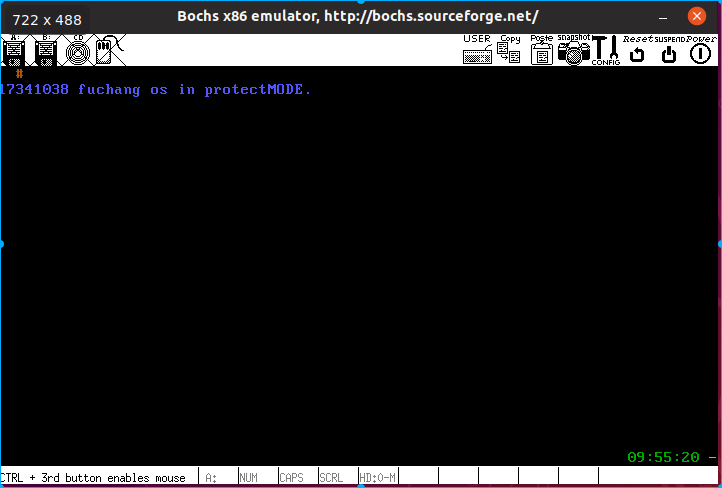 722 x 488
Bochs x86 emulator, http://bochs.sourceforge.net/
A: B: CD USER Copy Paste snapshot CONFIG Reset SUSPEND Power
#
17341038 fuchang os in protectMODE.
09:55:20 -
CTRL + 3rd button enables mouse A: NUM CAPS SCRL HD:0-M